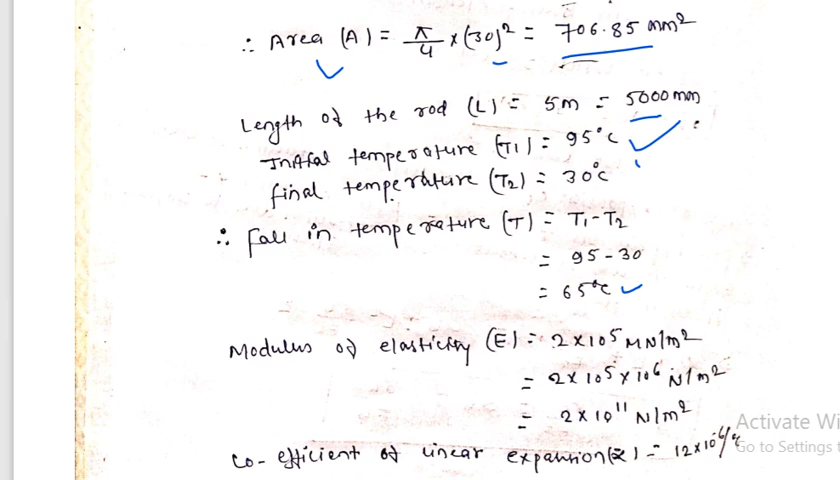 ∴ Area (A) = π/4 × (30)² = 706.85 mm²
Length of the rod (L) = 5m = 5000 mm
Initial temperature (T1) = 95°C
final temperature (T2) = 30°C
∴ fall in temperature (T) = T1-T2
= 95-30
= 65°C
Modulus of elasticity (E) = 2×10⁵ MN/m²
= 2×10⁵×10⁶ N/m²
= 2×10¹¹ N/m²
Activate Wi
Go to Settings t
Co-efficient of linear expansion(α) = 12×10⁻⁶/°c